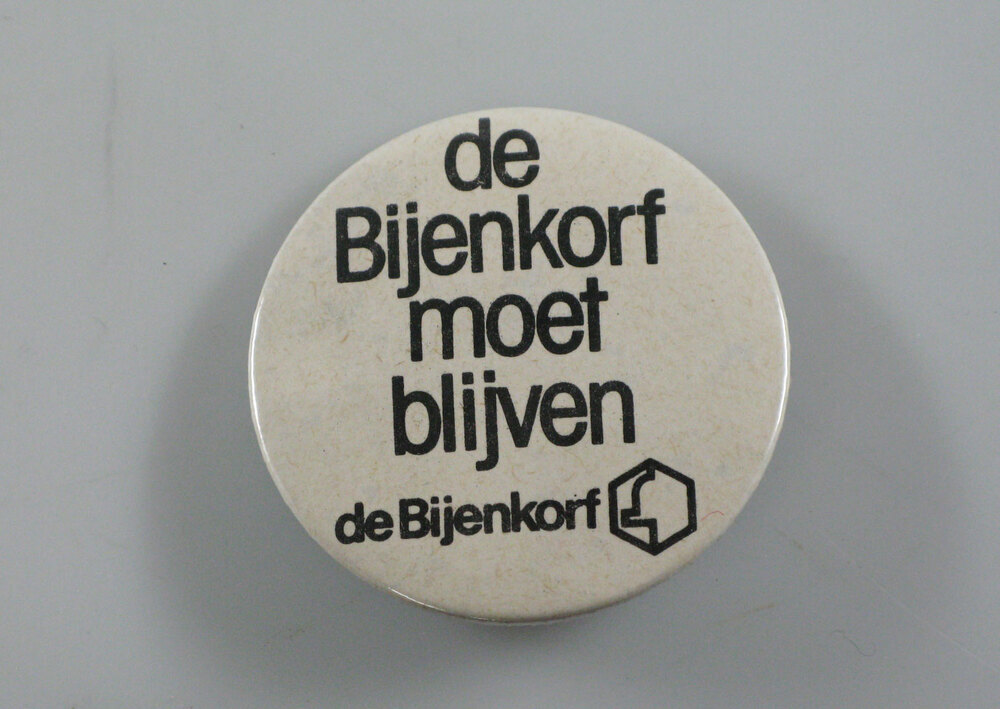 de
Bijenkorf
moet
blijven
de Bijenkorf